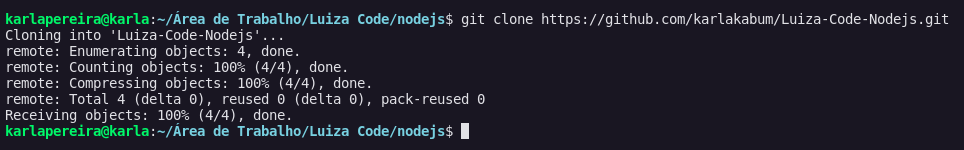 karlapereira@karla:~/Área de Trabalho/Luiza Code/nodejs$ git clone https://github.com/karlakabum/Luiza-Code-Nodejs.git
Cloning into 'Luiza-Code-Nodejs'...
remote: Enumerating objects: 4, done.
remote: Counting objects: 100% (4/4), done.
remote: Compressing objects: 100% (4/4), done.
remote: Total 4 (delta 0), reused 0 (delta 0), pack-reused 0
Receiving objects: 100% (4/4), done.
karlapereira@karla:~/Área de Trabalho/Luiza Code/nodejs$